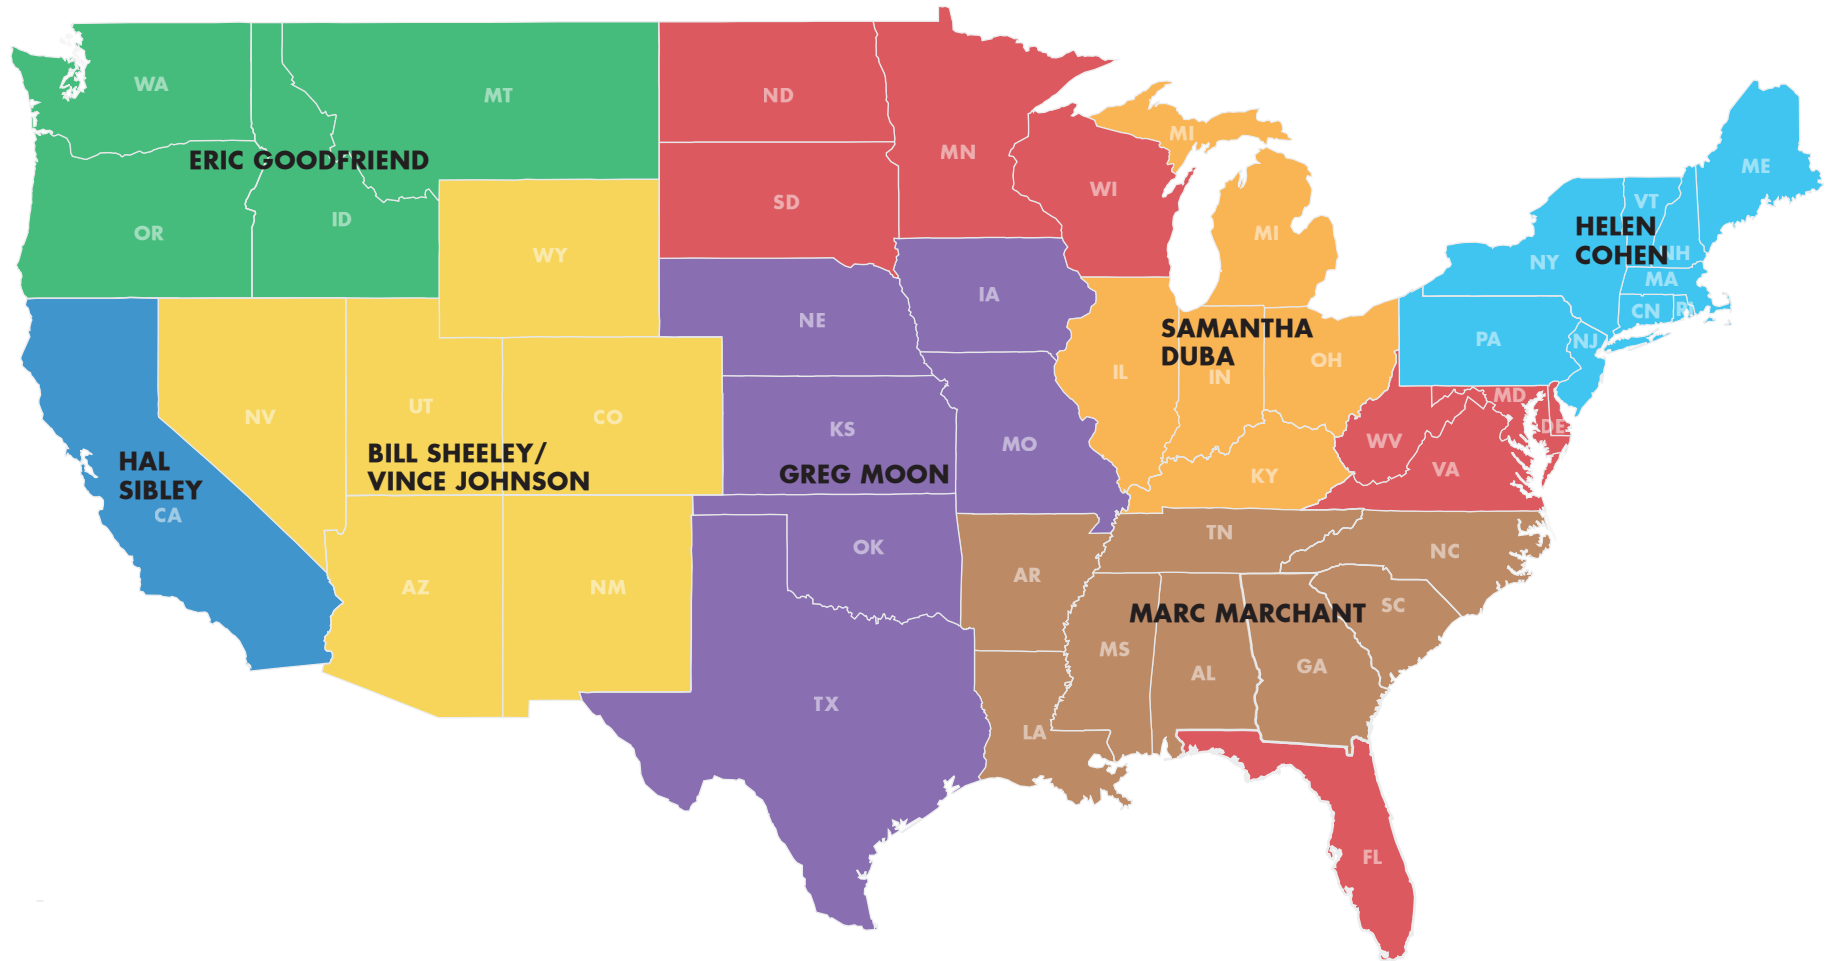 WA
MT
ND
MN
MI
ME
ERIC GOODFRIEND
WI
OR
ID
SD
VT
MI
HELEN
COHEN
NH
NY
WY
MA
IA
NE
CN
RI
SAMANTHA
DUBA
PA
NJ
IL
IN
OH
NV
UT
CO
MD
DE
KS
MO
WV
VA
HAL
SIBLEY
CA
BILL SHEELEY/
VINCE JOHNSON
GREG MOON
KY
TN
NC
OK
AR
AZ
NM
MARC MARCHANT
SC
MS
AL
GA
TX
LA
FL